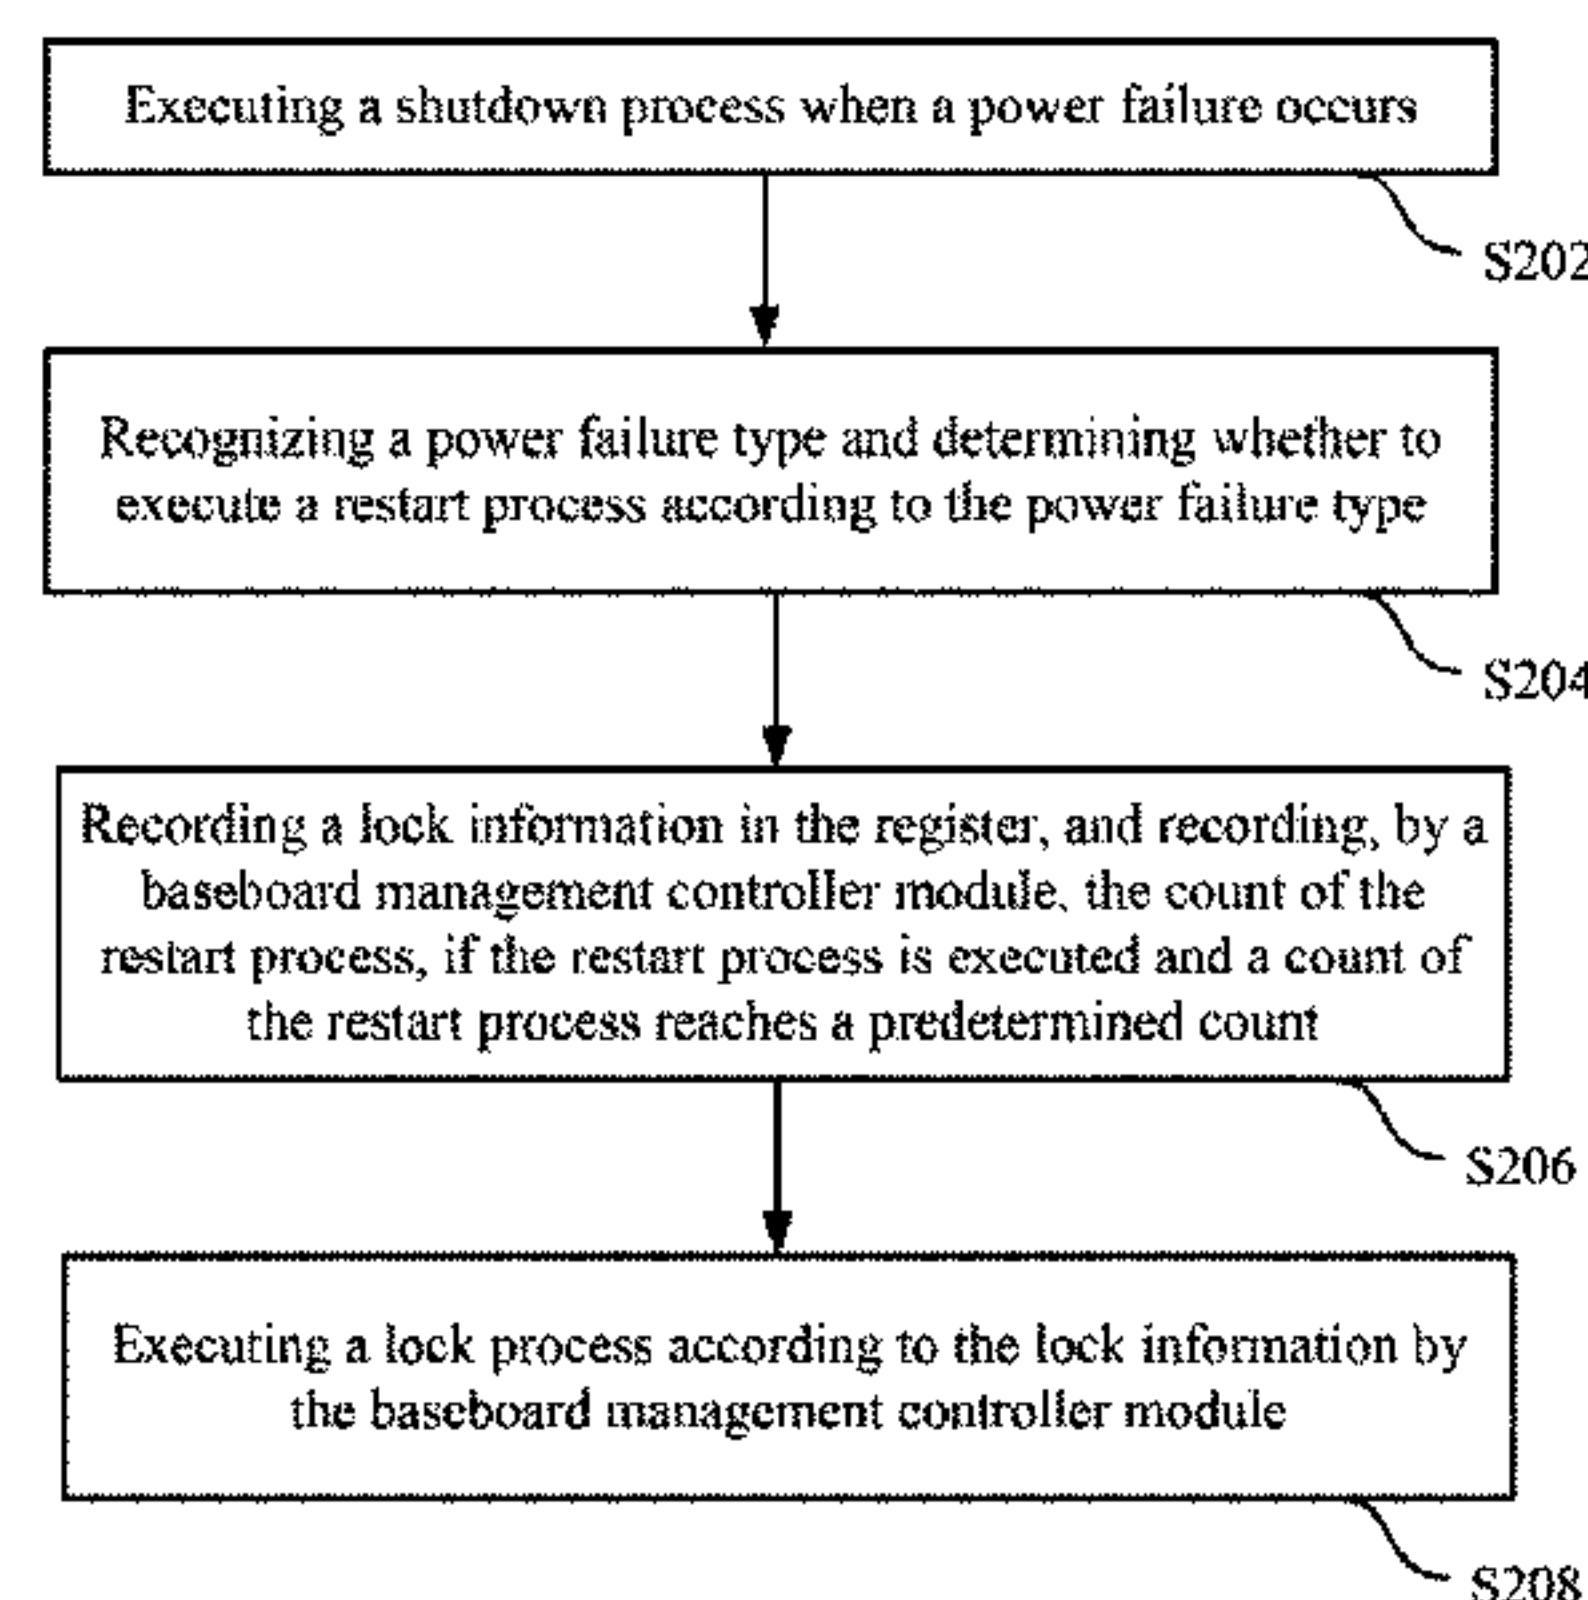 Executing a shutdown process when a power failure occurs
S202
Recognizing a power failure type and determining whether to
execute a restart process according to the power failure type
S204
Recording a lock information in the register, and recording, by a
baseboard management controller module, the count of the
restart process, if the restart process is executed and a count of
the restart process reaches a predetermined count
S206
Executing a lock process according to the lock information by
the baseboard management controller module
S208